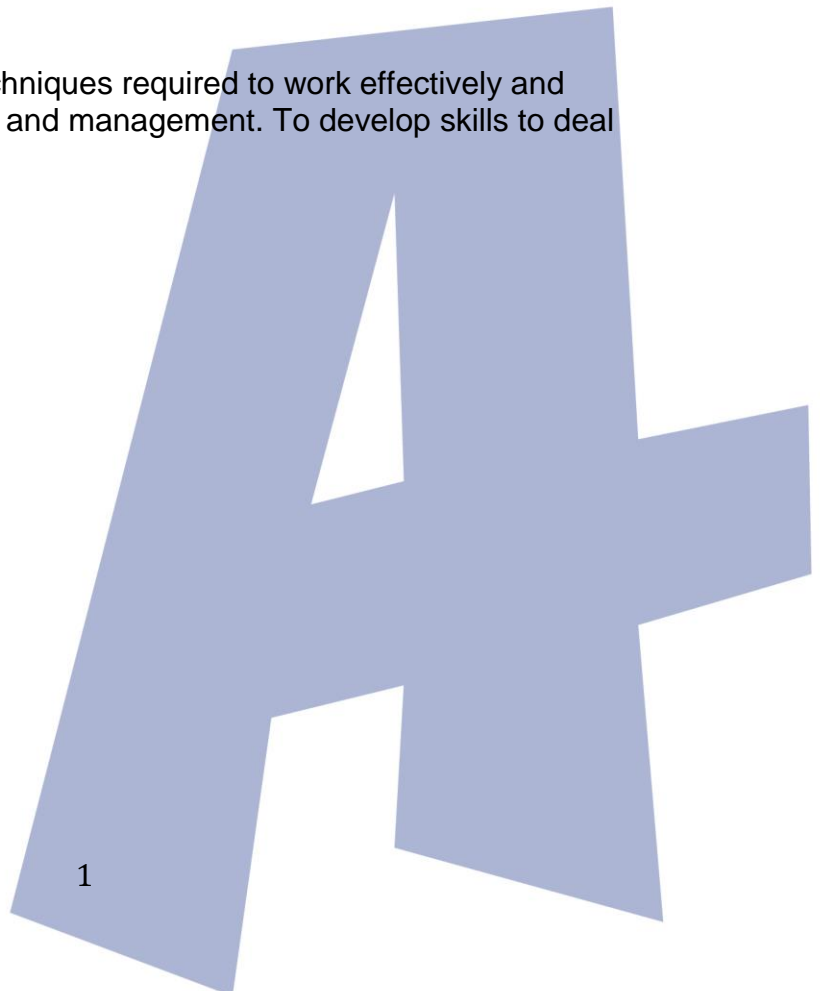 chniques required to work effectively and
and management. To develop skills to deal
1